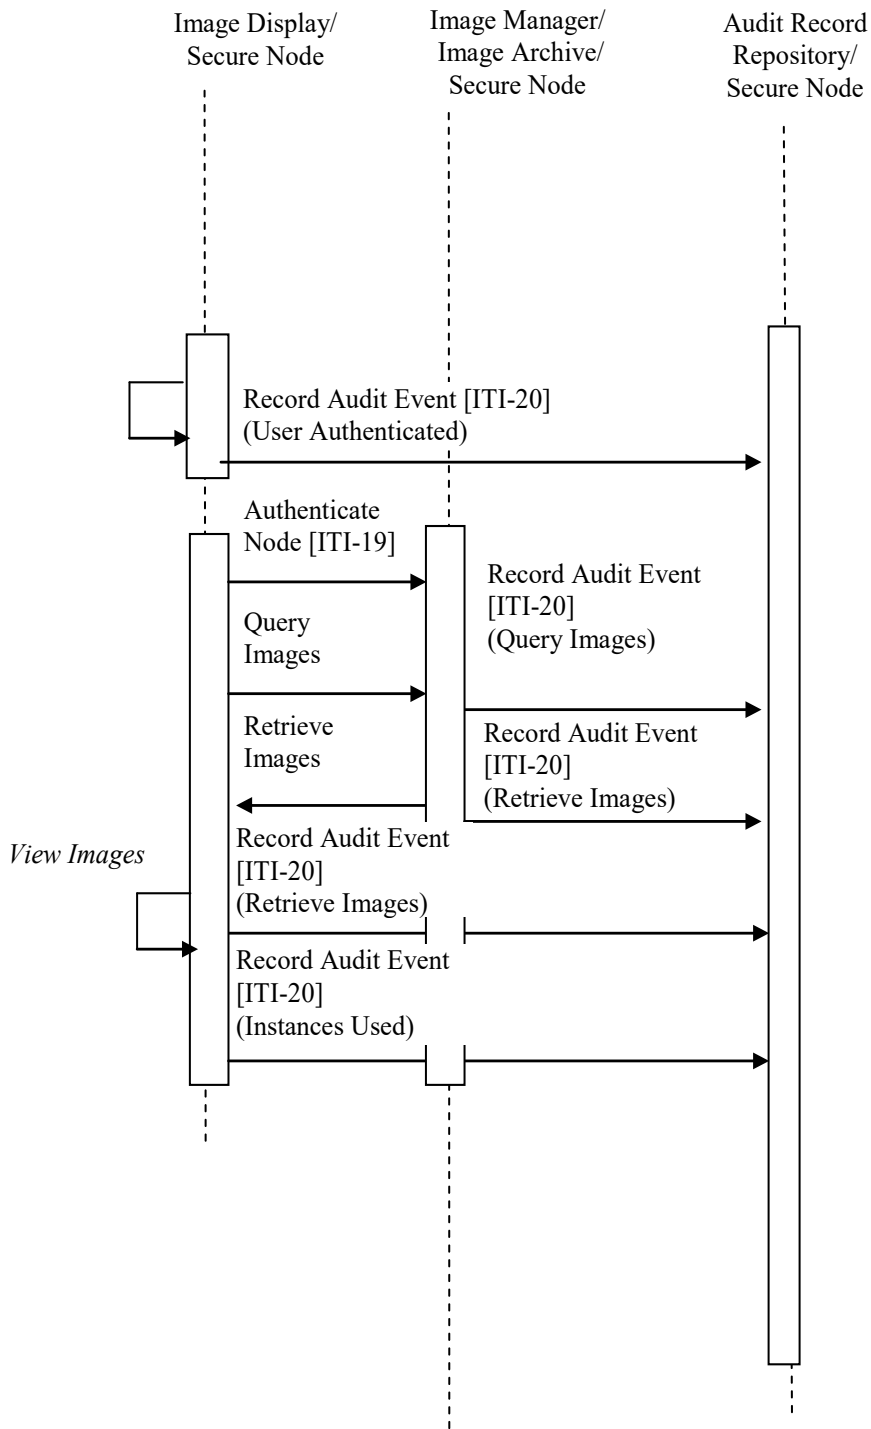 Image Display/
Secure Node
Image Manager/
Image Archive/
Secure Node
Audit Record
Repository/
Secure Node
Record Audit Event [ITI-20]
(User Authenticated)
Authenticate
Node [ITI-19]
Record Audit Event
[ITI-20]
(Query Images)
Query
Images
Retrieve
Images
Record Audit Event
[ITI-20]
(Retrieve Images)
View Images
Record Audit Event
[ITI-20]
(Retrieve Images)
Record Audit Event
[ITI-20]
(Instances Used)